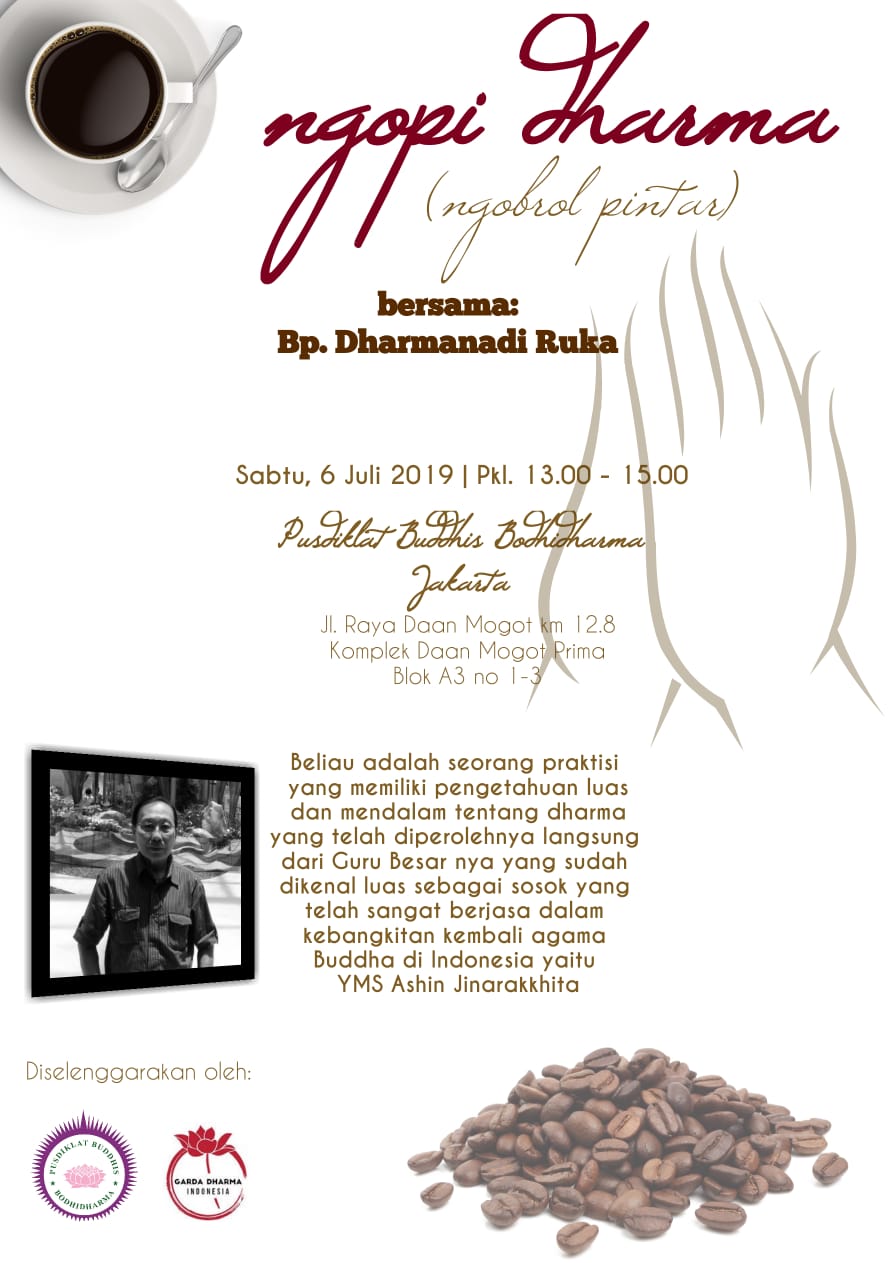 ngopi dharma
(ngobrol pintar)
bersama:
Bp. Dharmanadi Ruka
Sabtu, 6 Juli 2019 | Pkl. 13.00 - 15.00
Pusdiklat Buddhis Bodhidharma
Jakarta
Jl. Raya Daan Mogot km 12.8
Komplek Daan Mogot Prima
Blok A3 no 1-3
Beliau adalah seorang praktisi
yang memiliki pengetahuan luas
dan mendalam tentang dharma
yang telah diperolehnya langsung
dari Guru Besar nya yang sudah
dikenal luas sebagai sosok yang
telah sangat berjasa dalam
kebangkitan kembali agama
Buddha di Indonesia yaitu
YMS Ashin Jinarakkhita
Diselenggarakan oleh:
PUSDIKLAT BUDDHIS
BODHIDHARMA
GARDA DHARMA
INDONESIA